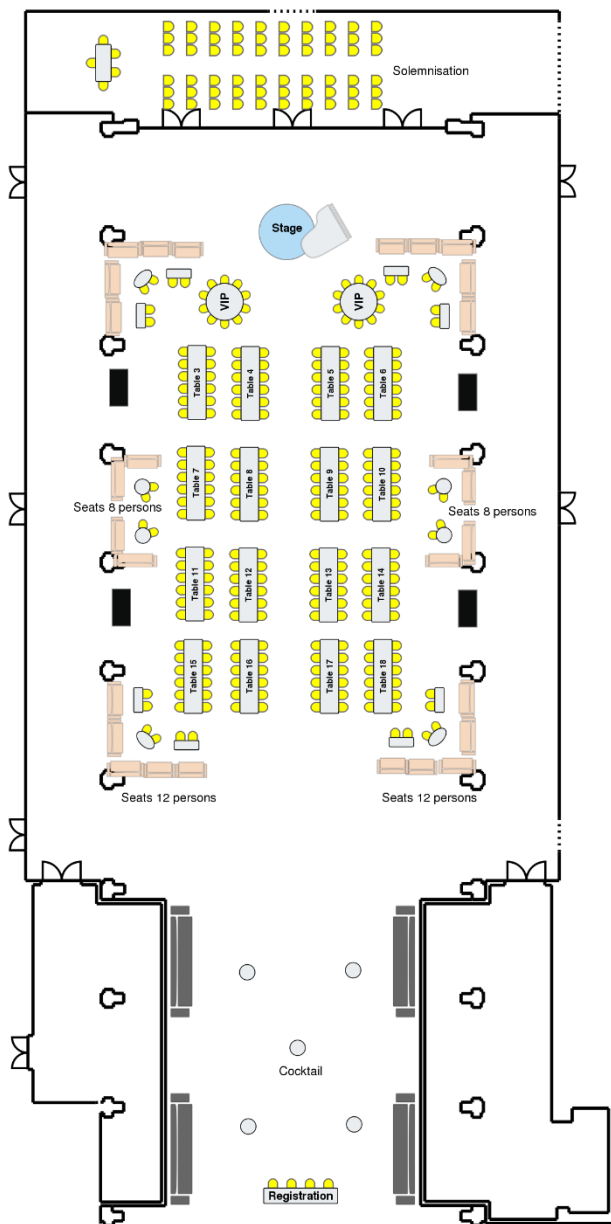 Solemnisation
Stage
VIP
VIP
Table 3
Table 4
Table 5
Table 6
Table 7
Table 8
Table 9
Table 10
Seats 8 persons
Seats 8 persons
Table 11
Table 12
Table 13
Table 14
Table 15
Table 16
Table 17
Table 18
Seats 12 persons
Seats 12 persons
Cocktail
Registration